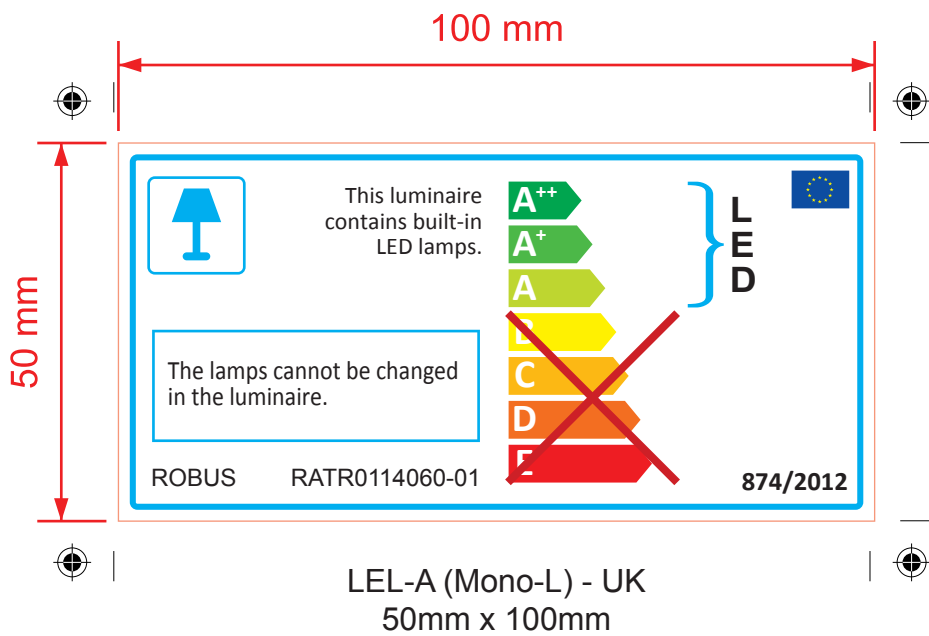 100 mm
50 mm
This luminaire
contains built-in
LED lamps.
A++
A+
A
B
C
D
E
L
E
D
The lamps cannot be changed
in the luminaire.
ROBUS RATR0114060-01
874/2012
LEL-A (Mono-L) - UK
50mm x 100mm